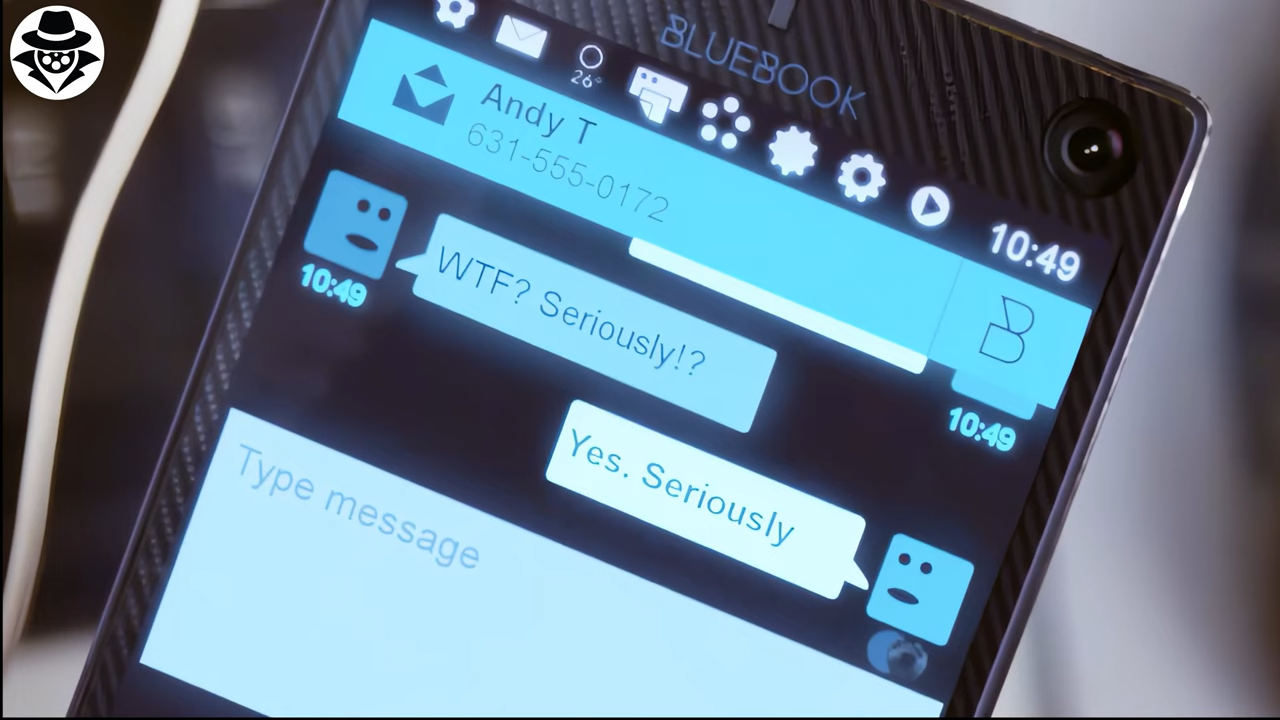 BLUEBOOK
26°
10:49
Andy T
631-555-0172
B
10:49
WTF? Seriously!?
10:49
Yes. Seriously
Type message